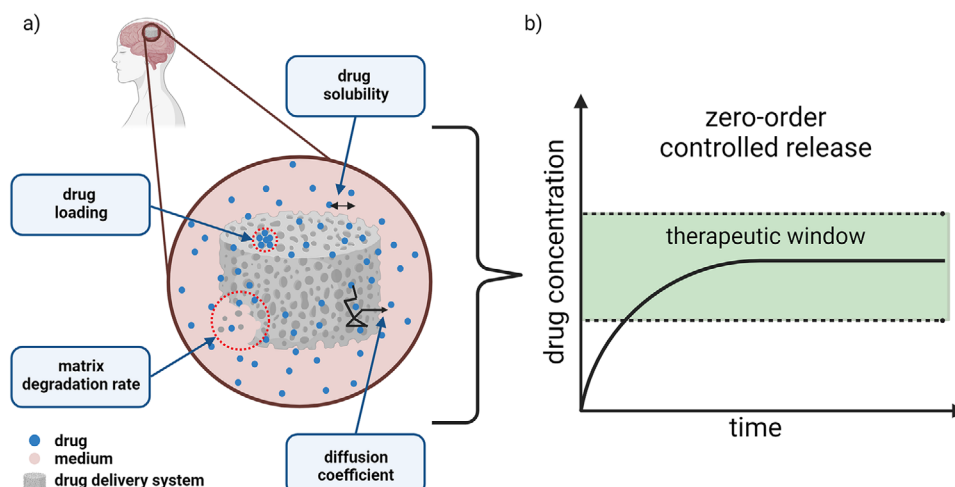 a)
drug
solubility
drug
loading
matrix
degradation rate
diffusion
coefficient
drug
medium
drug delivery system
b)
zero-order
controlled release
therapeutic window
drug concentration
time